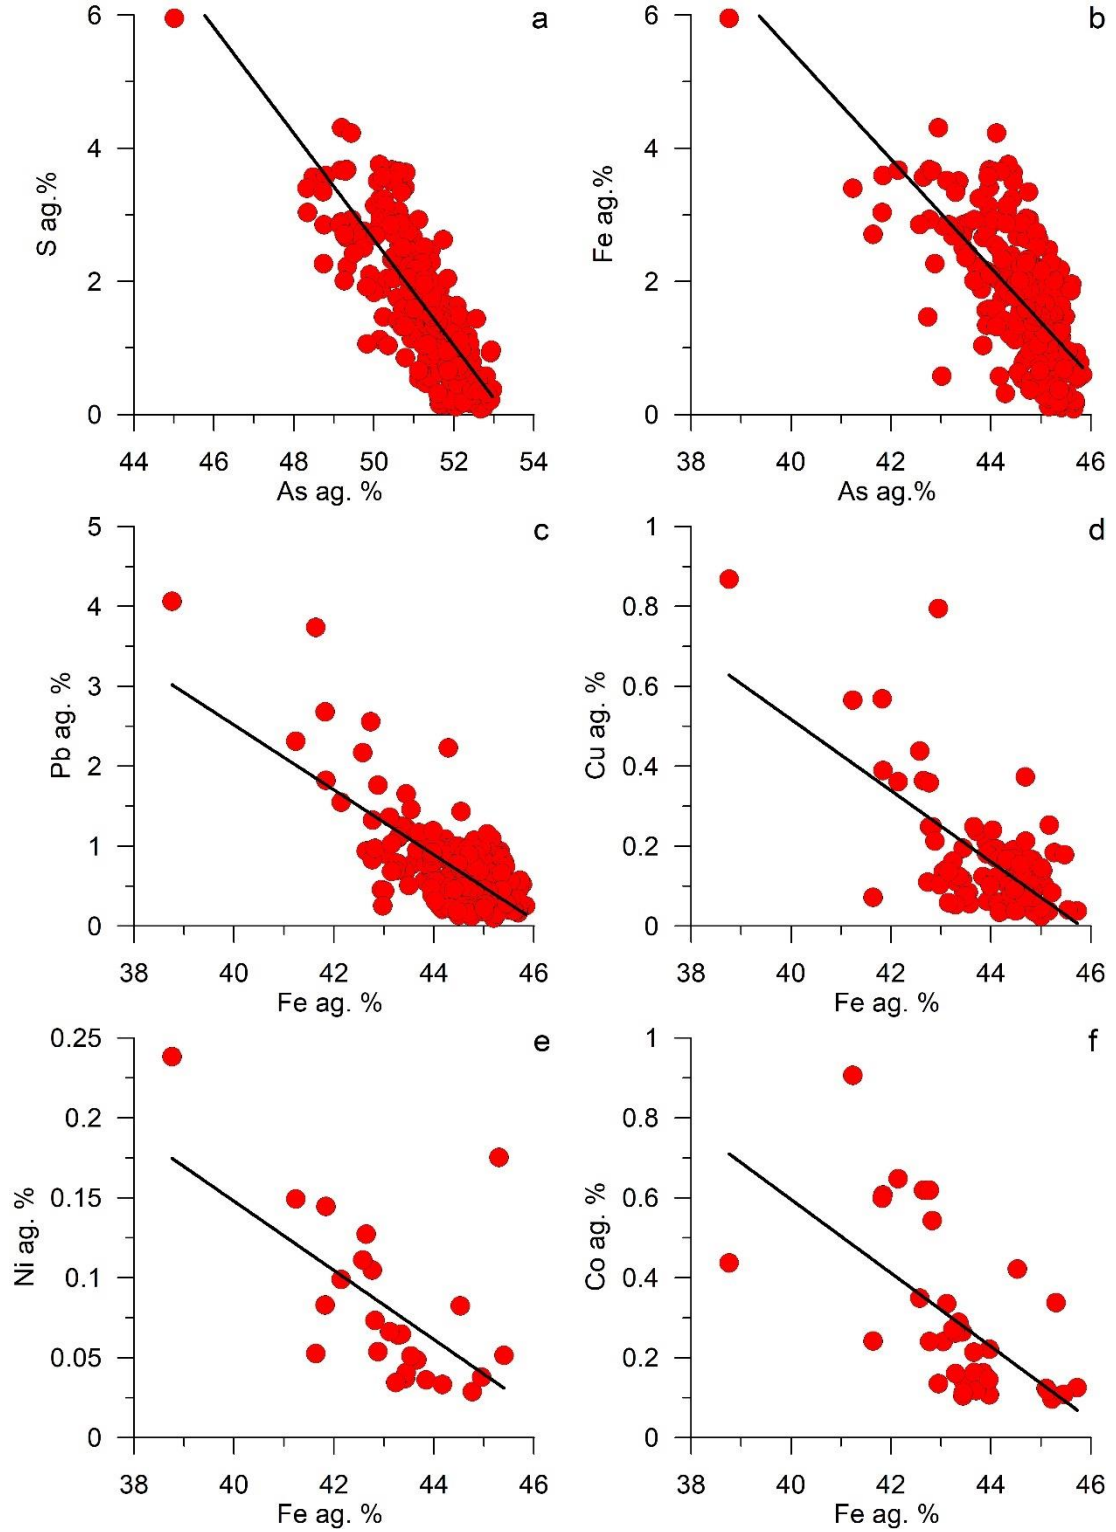 a
6
4
2
0
S ag.%
44 46 48 50 52 54
As ag. %
b
6
4
2
0
Fe ag.%
38 40 42 44 46
As ag.%
c
5
4
3
2
1
0
Pb ag. %
38 40 42 44 46
Fe ag. %
d
1
0.8
0.6
0.4
0.2
0
Cu ag. %
38 40 42 44 46
Fe ag. %
e
0.25
0.2
0.15
0.1
0.05
0
Ni ag. %
38 40 42 44 46
Fe ag. %
f
1
0.8
0.6
0.4
0.2
0
Co ag. %
38 40 42 44 46
Fe ag. %